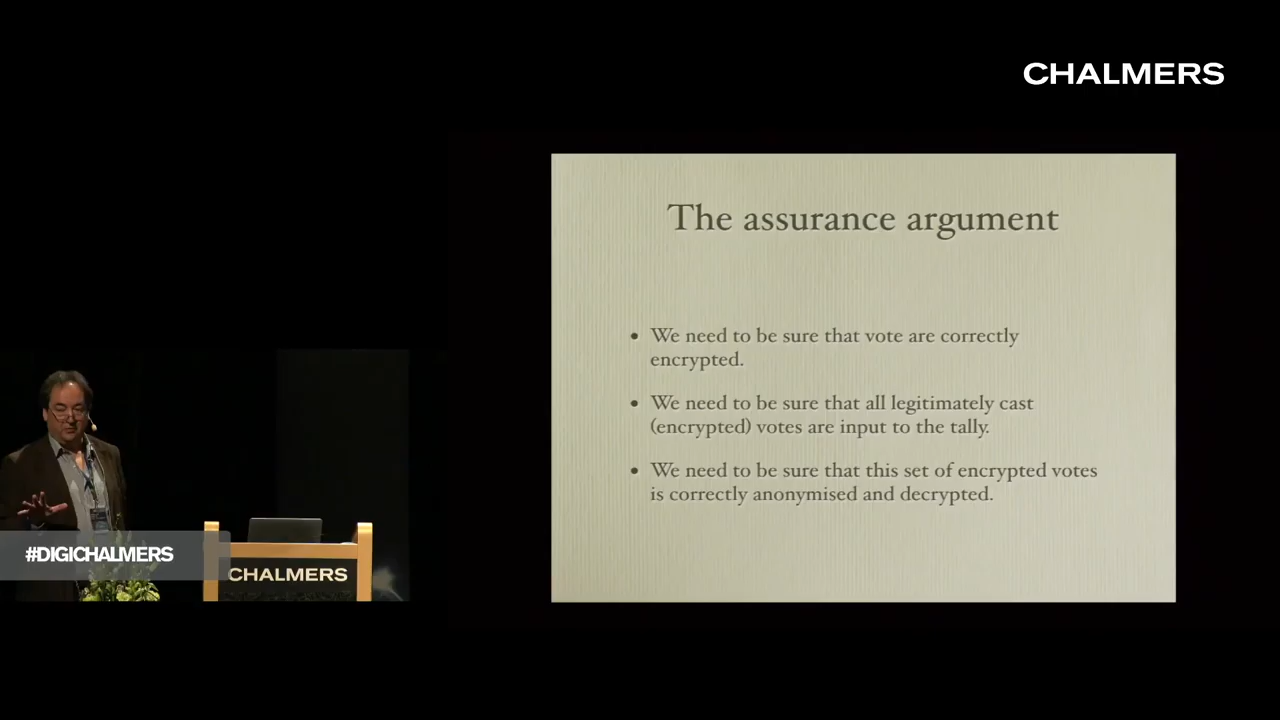 CHALMERS
The assurance argument
• We need to be sure that vote are correctly
encrypted.
• We need to be sure that all legitimately cast
(encrypted) votes are input to the tally.
• We need to be sure that this set of encrypted votes
is correctly anonymised and decrypted.
#DIGICHALMERS
CHALMERS